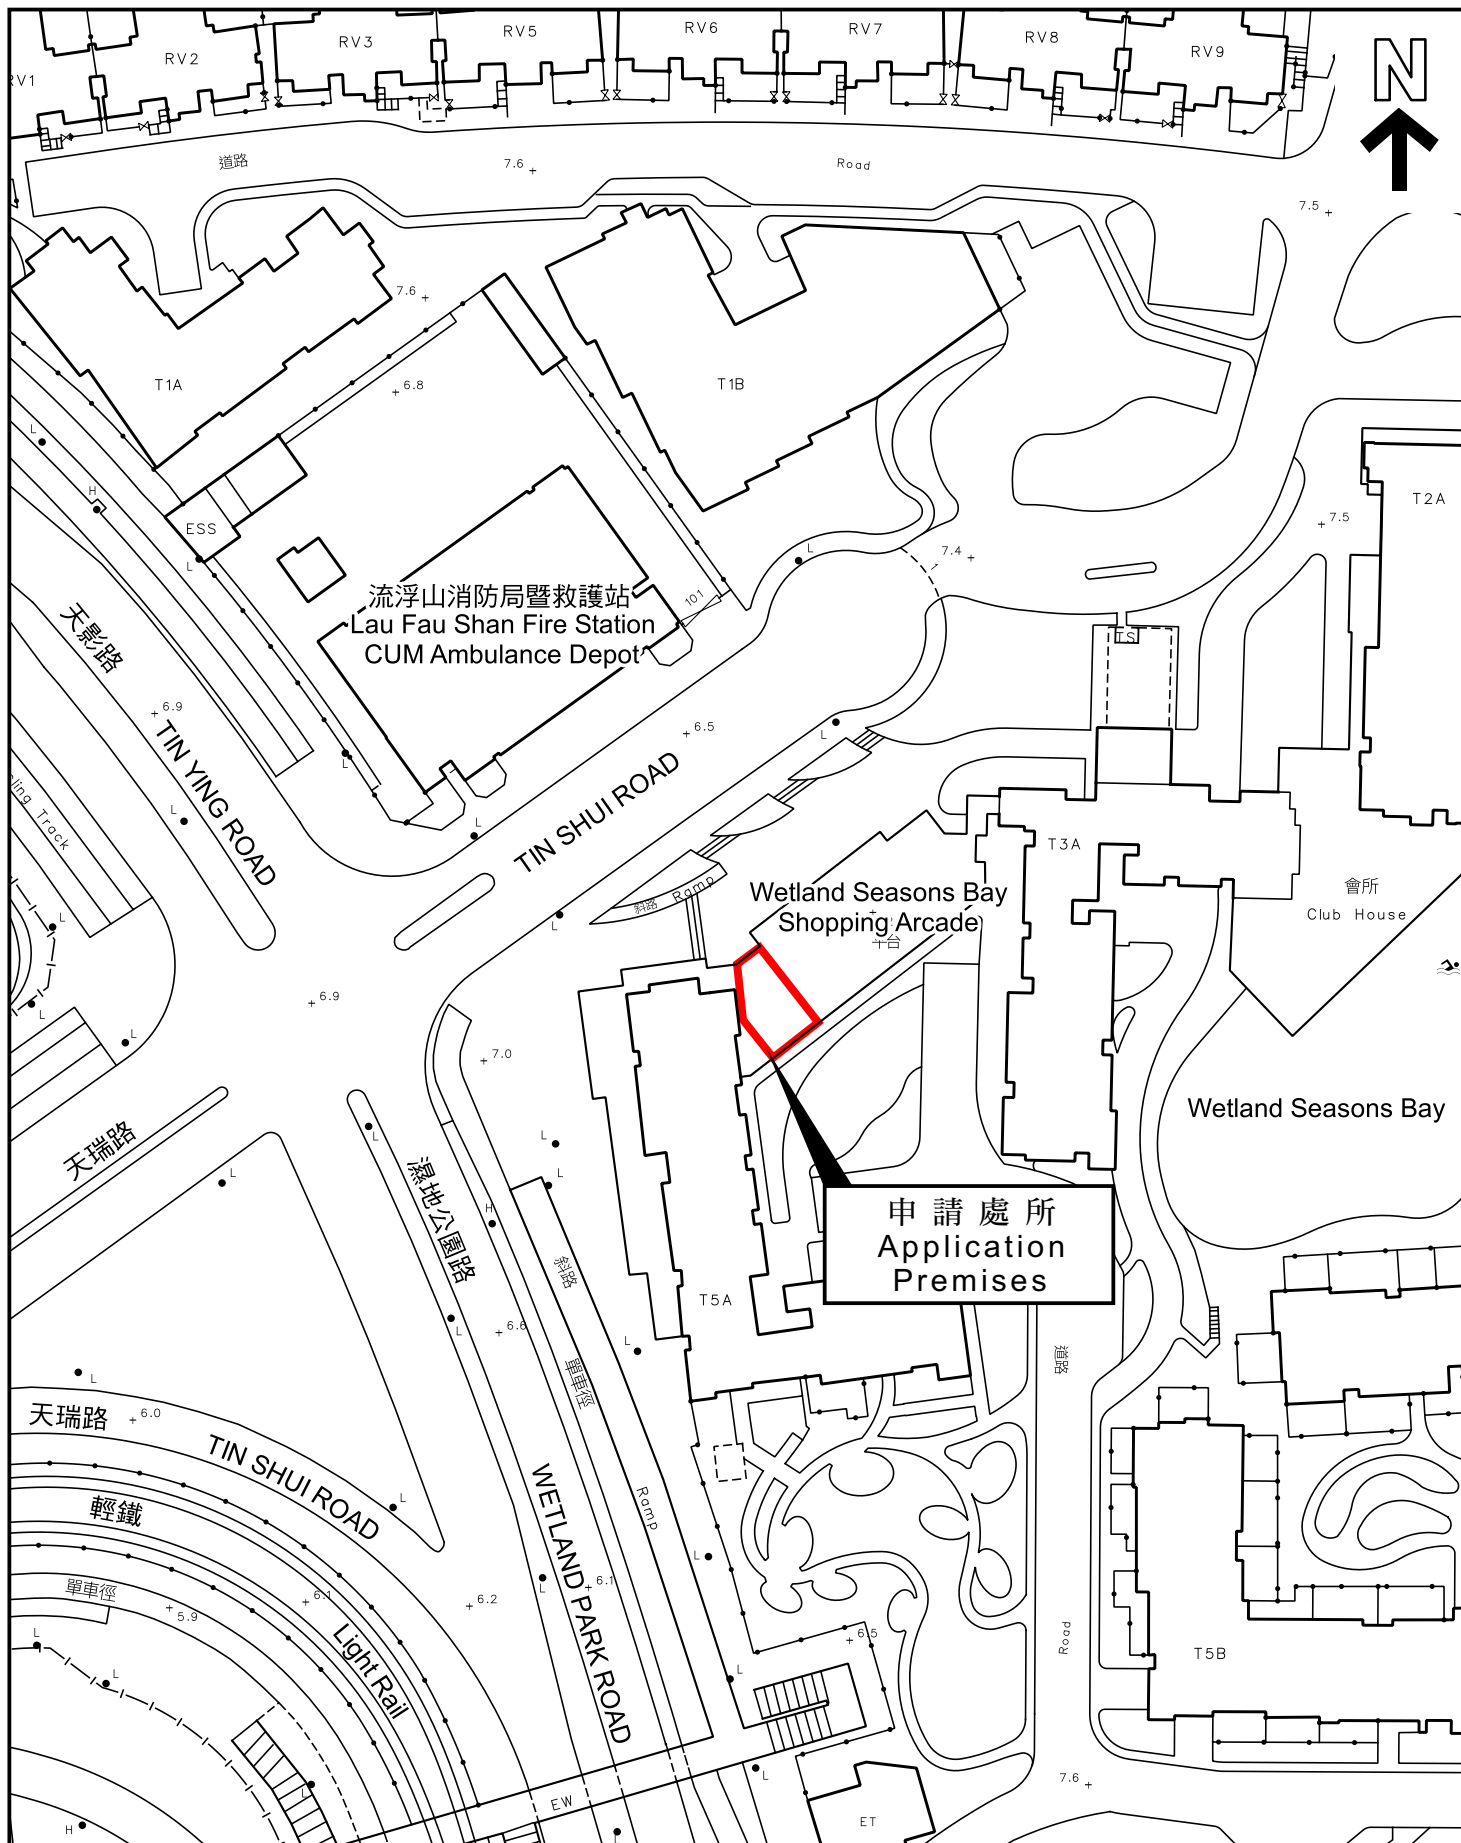 RV1
RV2
RV3
RV5
RV6
RV7
RV8
RV9
N
道路
7.6
Road
7.5
7.6
T1A
6.8
T1B
L
H
ESS
L
L
7.4
7.5
T2A
流浮山消防局暨救護站
Lau Fau Shan Fire Station
CUM Ambulance Depot
101
TS
天影路
6.9
TIN YING ROAD
6.5
L
L
TIN SHUI ROAD
L
L
Track
T3A
斜路 Ramp
Wetland Seasons Bay
Shopping Arcade
平台
會所
Club House
L
L
6.9
L
L
7.0
天瑞路
L
L
L
L
Wetland Seasons Bay
濕地公園路
H
申請處所
Application
Premises
斜路
T5A
L
6.6
L
單車徑
道路
L
天瑞路
6.0
TIN SHUI ROAD
輕鐵
L
WETLAND PARK ROAD
Ramp
單車徑
5.9
6.1
6.2
L
6.1
L
6.5
Road
T5B
Light Rail
L
L
L
L
7.6
EW
L
ET
H
L